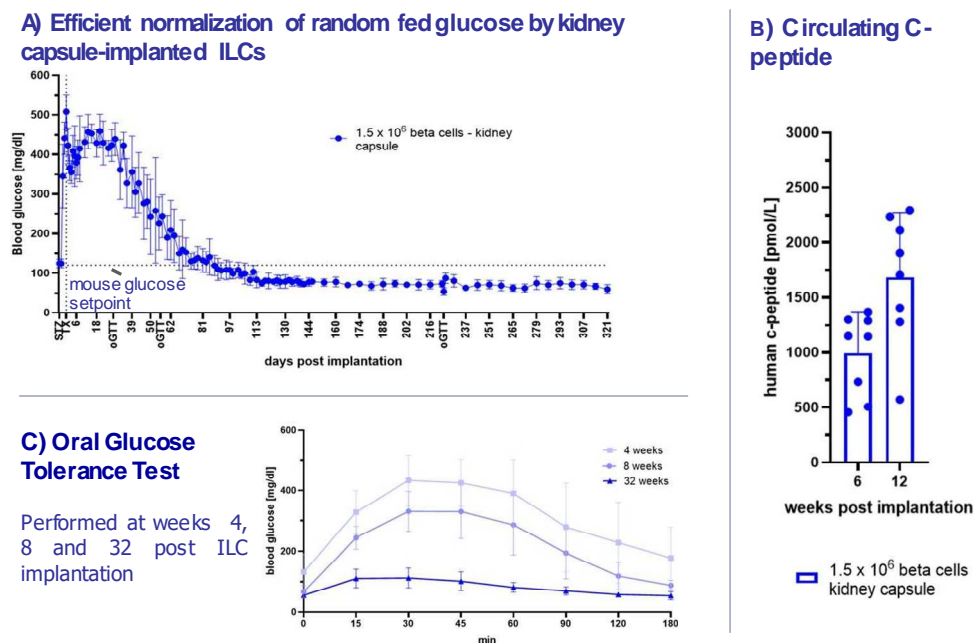 A) Efficient normalization of random fed glucose by kidney
capsule-implanted ILCs
600
500
400
300
200
100
0
Blood glucose [mg/dl]
1.5 x 10⁶ beta cells - kidney
capsule
mouse glucose
setpoint
STZ
TX
6
18
oGTT
39
50
oGTT
62
81
97
113
130
144
160
174
188
202
216
oGTT
237
251
265
279
293
307
321
days post implantation
B) Circulating C-
peptide
3000
2500
2000
1500
1000
500
0
human c-peptide [pmol/L]
6
12
weeks post implantation
1.5 x 10⁶ beta cells
kidney capsule
C) Oral Glucose
Tolerance Test
Performed at weeks 4,
8 and 32 post ILC
implantation
600
400
200
0
blood glucose [mg/dl]
4 weeks
8 weeks
32 weeks
0
15
30
45
60
90
120
180
min